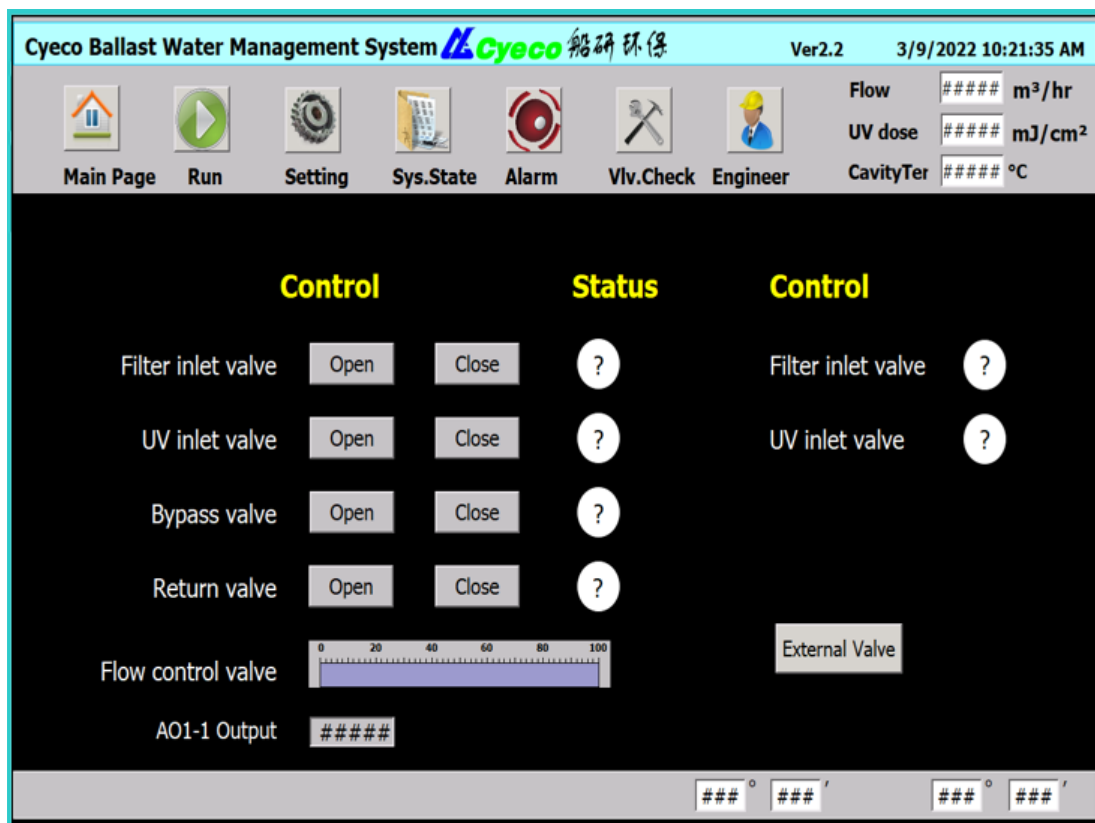 Cyeco Ballast Water Management System Cyeco 船研环保 Ver2.2 3/9/2022 10:21:35 AM
Flow ##### m³/hr
UV dose ##### mJ/cm²
CavityTer ##### °C
Main Page Run Setting Sys.State Alarm Vlv.Check Engineer
Control Status Control
Filter inlet valve Open Close ? Filter inlet valve ?
UV inlet valve Open Close ? UV inlet valve ?
Bypass valve Open Close ?
Return valve Open Close ?
0 20 40 60 80 100
Flow control valve
External Valve
AO1-1 Output #####
### ° ### ′ ### ° ### ′